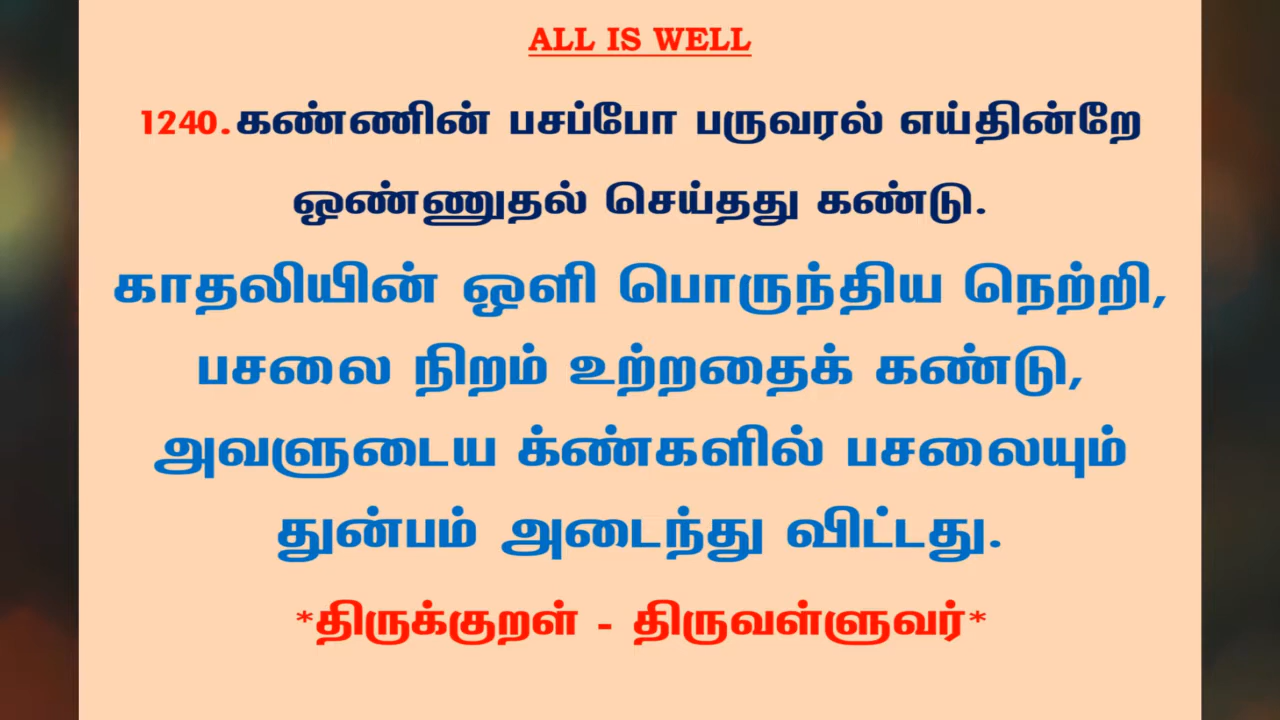 ALL IS WELL
1240.கண்ணின் பசப்போ பருவரல் எய்தின்றே
ஒண்ணுதல் செய்தது கண்டு.
காதலியின் ஒளி பொருந்திய நெற்றி,
பசலை நிறம் உற்றதைக் கண்டு,
அவளுடைய க்ண்களில் பசலையும்
துன்பம் அடைந்து விட்டது.
*திருக்குறள் - திருவள்ளுவர்*